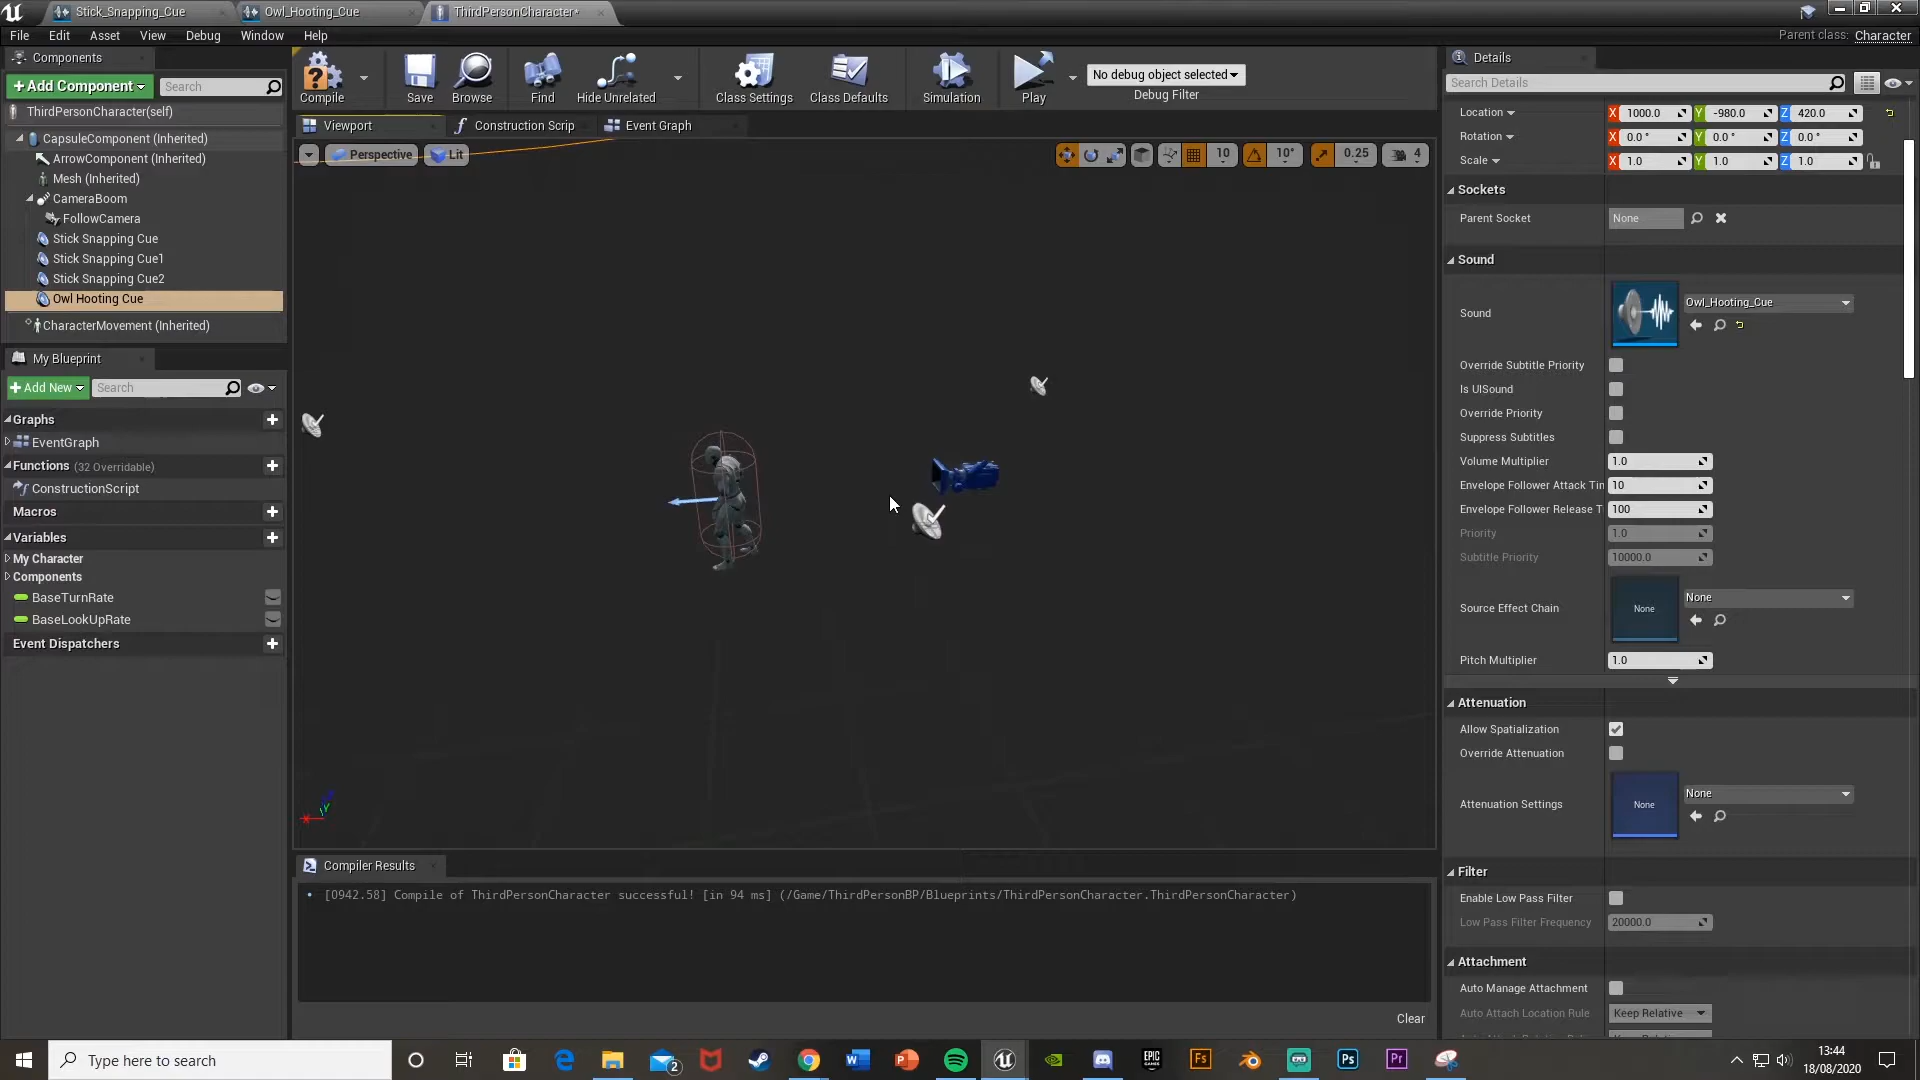 Stick_Snapping_Cue
Owl_Hooting_Cue
ThirdPersonCharacter*
File Edit Asset View Debug Window Help
Parent class: Character
Components
+Add Component
Search
ThirdPersonCharacter(self)
CapsuleComponent (Inherited)
ArrowComponent (Inherited)
Mesh (Inherited)
CameraBoom
FollowCamera
Stick Snapping Cue
Stick Snapping Cue1
Stick Snapping Cue2
Owl Hooting Cue
CharacterMovement (Inherited)
My Blueprint
+Add New
Search
Graphs
EventGraph
Functions (32 Overridable)
ConstructionScript
Macros
Variables
My Character
Components
BaseTurnRate
BaseLookUpRate
Event Dispatchers
Compile
Save
Browse
Find
Hide Unrelated
Class Settings
Class Defaults
Simulation
Play
No debug object selected
Debug Filter
Viewport
Construction Scrip
Event Graph
Perspective
Lit
10
10°
0.25
4
Compiler Results
• [0942.58] Compile of ThirdPersonCharacter successful! [in 94 ms] (/Game/ThirdPersonBP/Blueprints/ThirdPersonCharacter.ThirdPersonCharacter)
Clear
Details
Search Details
Location X 1000.0 Y -980.0 Z 420.0
Rotation X 0.0 ° Y 0.0 ° Z 0.0 °
Scale X 1.0 Y 1.0 Z 1.0
Sockets
Parent Socket None
Sound
Sound Owl_Hooting_Cue
Override Subtitle Priority
Is UISound
Override Priority
Suppress Subtitles
Volume Multiplier 1.0
Envelope Follower Attack Tin 10
Envelope Follower Release T 100
Priority 1.0
Subtitle Priority 10000.0
Source Effect Chain None None
Pitch Multiplier 1.0
Attenuation
Allow Spatialization
Override Attenuation
Attenuation Settings None None
Filter
Enable Low Pass Filter
Low Pass Filter Frequency 20000.0
Attachment
Auto Manage Attachment
Auto Attach Location Rule Keep Relative
Type here to search
2
EPIC GAMES
Fs
Ps
Pr
13:44
18/08/2020